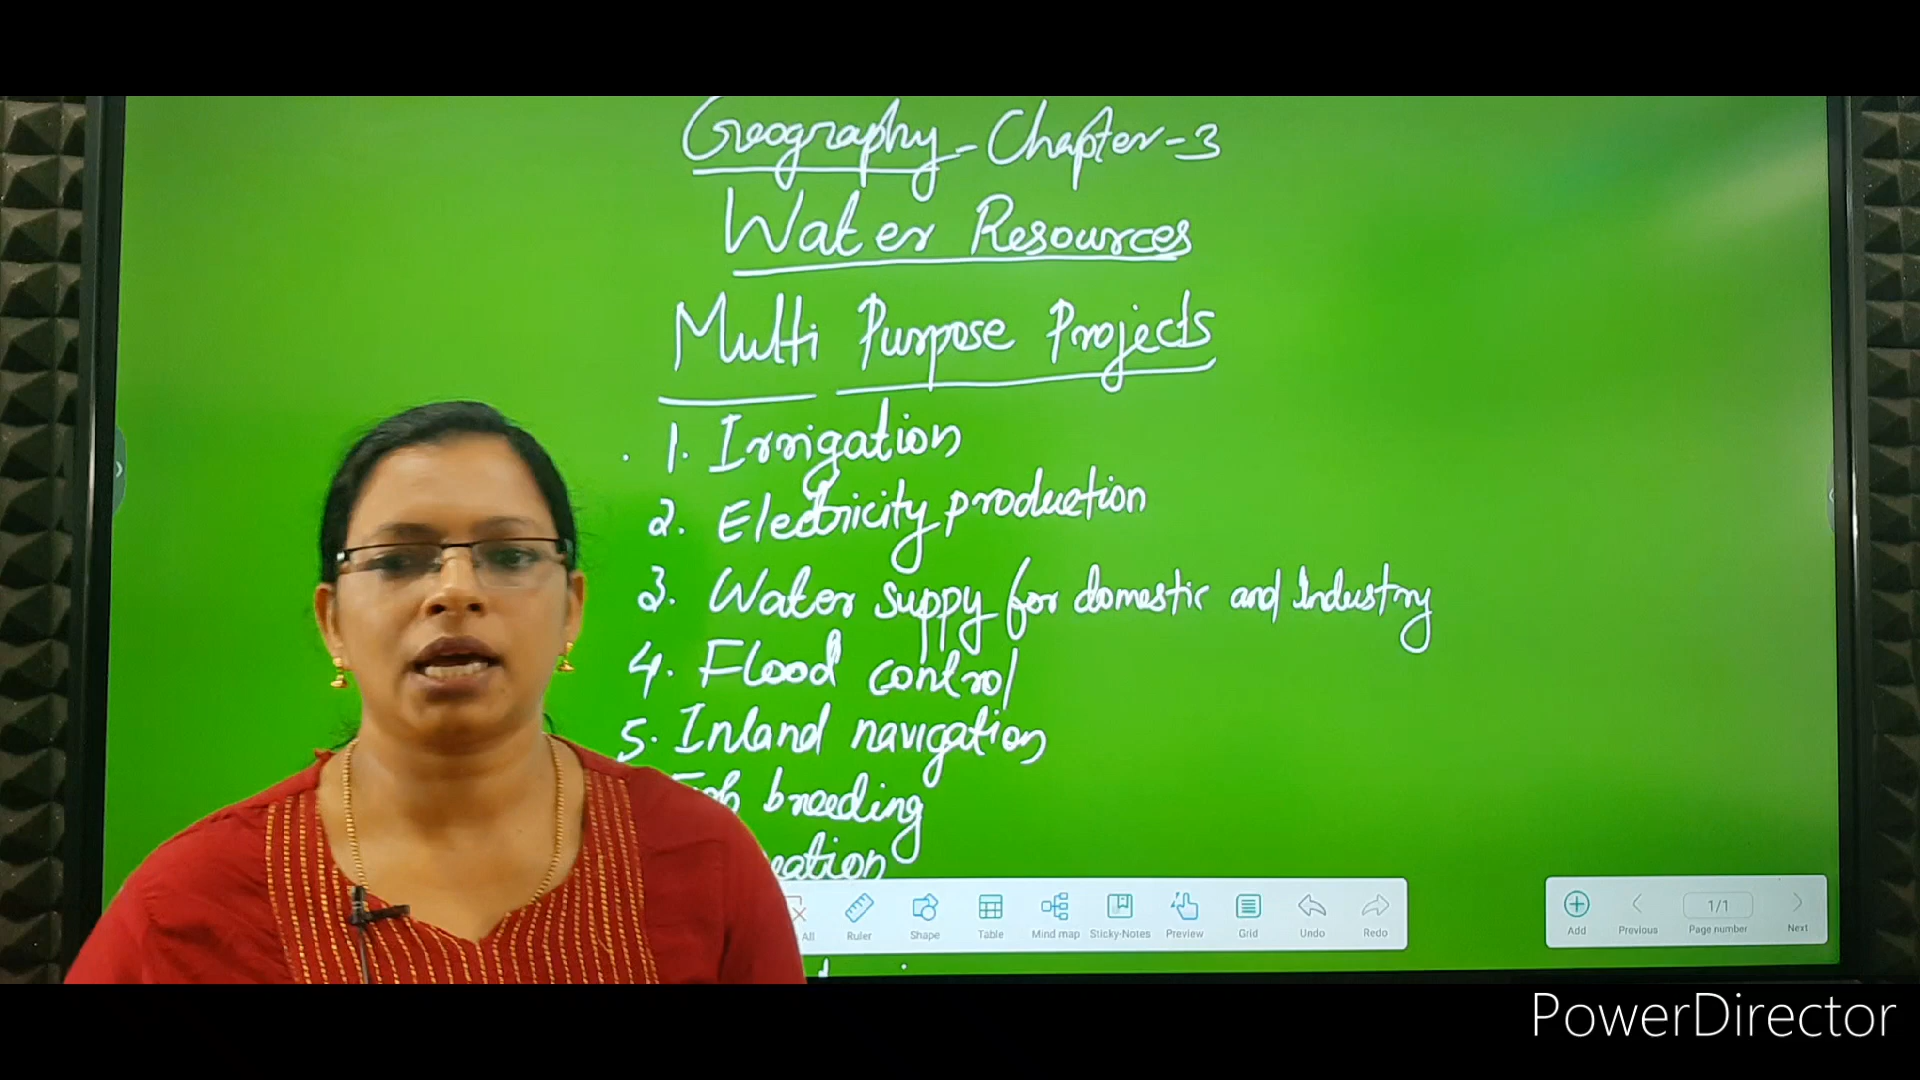 Geography - Chapter - 3
Water Resources
Multi Purpose Projects
1. Irrigation
2. Electricity production
3. Water supply for domestic and Industry
4. Flood control
5. Inland navigation
breeding
All Ruler Shape Table Mind map Sticky-Notes Preview Grid Undo Redo
Add Previous 1/1 Page number Next
PowerDirector